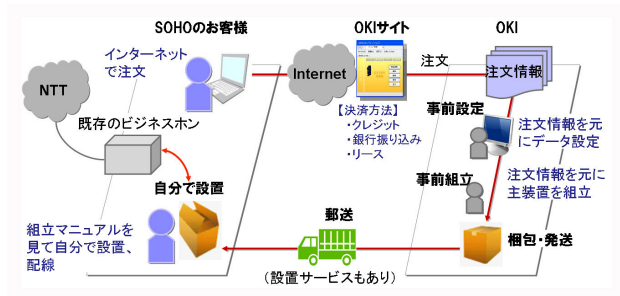 SOHOのお客様
OKIサイト
OKI
インターネット
で注文
NTT
Internet
注文
注文情報
既存のビジネスホン
【決済方法】
・クレジット
・銀行振り込み
・リース
事前設定
注文情報を元
にデータ設定
事前組立
注文情報を元に
主装置を組立
自分で設置
組立マニュアルを
見て自分で設置、
配線
郵送
梱包・発送
(設置サービスもあり)